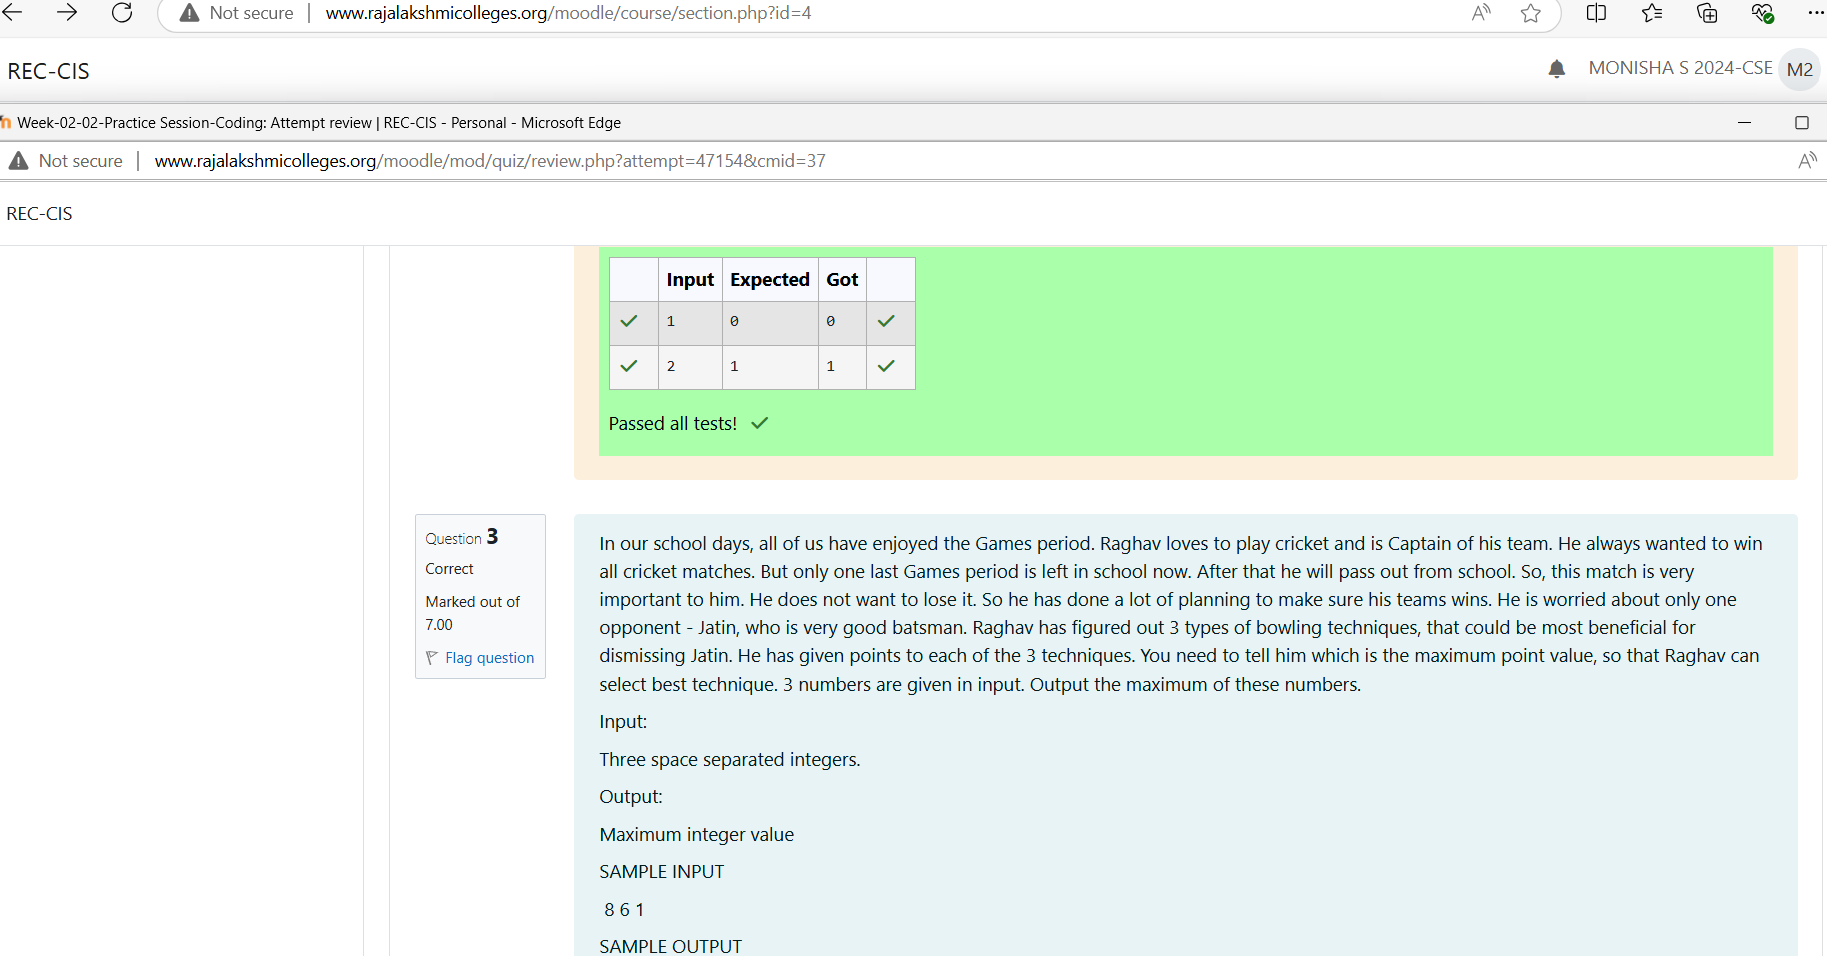 Not secure www.rajalakshmicolleges.org/moodle/course/section.php?id=4
REC-CIS
MONISHA S 2024-CSE M2
Week-02-02-Practice Session-Coding: Attempt review | REC-CIS - Personal - Microsoft Edge
Not secure www.rajalakshmicolleges.org/moodle/mod/quiz/review.php?attempt=47154&cmid=37
REC-CIS
Input Expected Got
1 0 0
2 1 1
Passed all tests!
Question 3
Correct
Marked out of
7.00
Flag question
In our school days, all of us have enjoyed the Games period. Raghav loves to play cricket and is Captain of his team. He always wanted to win
all cricket matches. But only one last Games period is left in school now. After that he will pass out from school. So, this match is very
important to him. He does not want to lose it. So he has done a lot of planning to make sure his teams wins. He is worried about only one
opponent - Jatin, who is very good batsman. Raghav has figured out 3 types of bowling techniques, that could be most beneficial for
dismissing Jatin. He has given points to each of the 3 techniques. You need to tell him which is the maximum point value, so that Raghav can
select best technique. 3 numbers are given in input. Output the maximum of these numbers.
Input:
Three space separated integers.
Output:
Maximum integer value
SAMPLE INPUT
8 6 1
SAMPLE OUTPUT